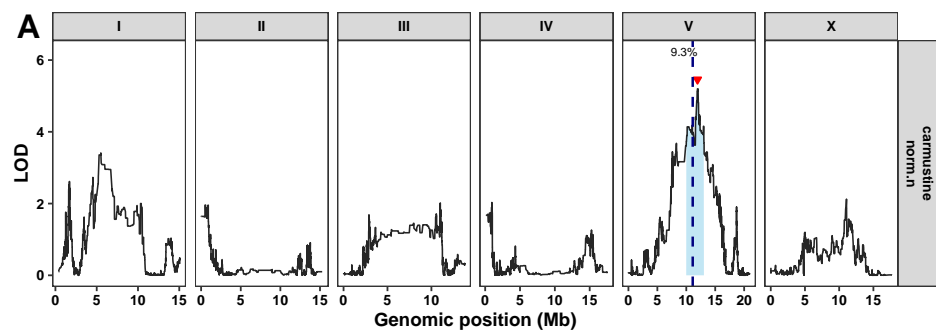 A
I II III IV V X
9.3%
6
4
2
0
LOD
carmustine
norm.n
0 5 10 15 0 5 10 15 0 5 10 0 5 10 15 0 5 10 15 20 0 5 10 15
Genomic position (Mb)